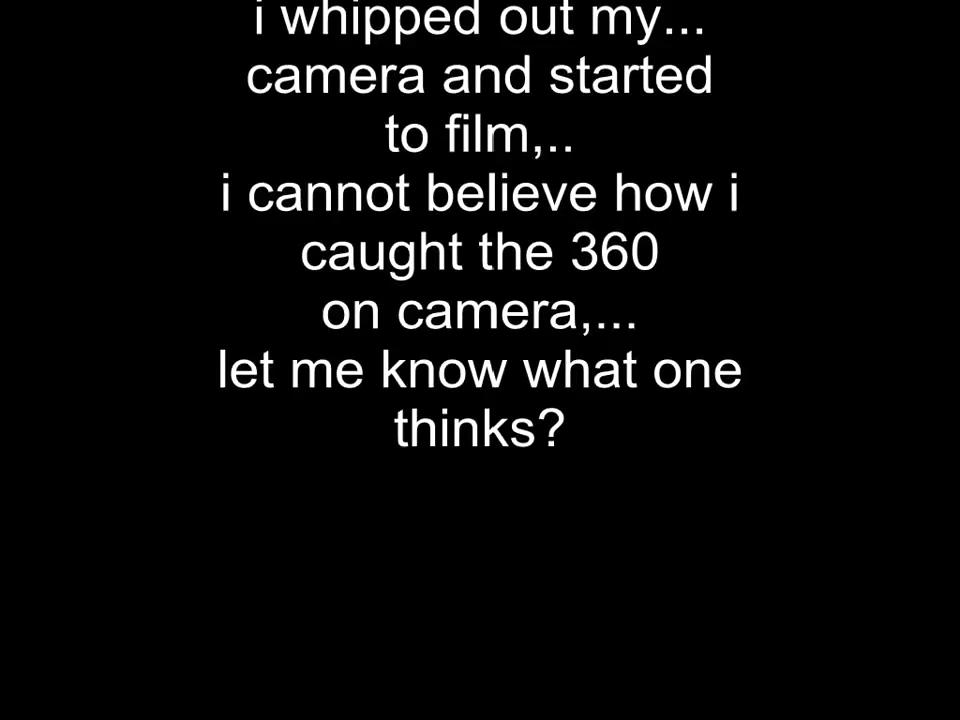 i whipped out my...
camera and started
to film,..
i cannot believe how i
caught the 360
on camera,...
let me know what one
thinks?